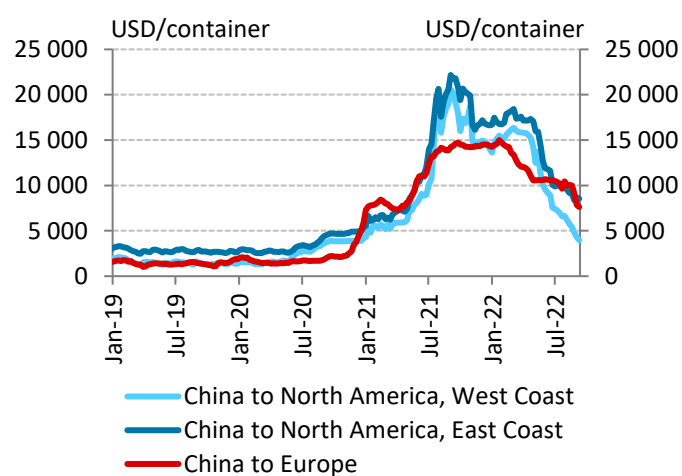 USD/container USD/container
25 000 25 000
20 000 20 000
15 000 15 000
10 000 10 000
5 000 5 000
0 0
Jan-19 Jul-19 Jan-20 Jul-20 Jan-21 Jul-21 Jan-22 Jul-22
China to North America, West Coast
China to North America, East Coast
China to Europe